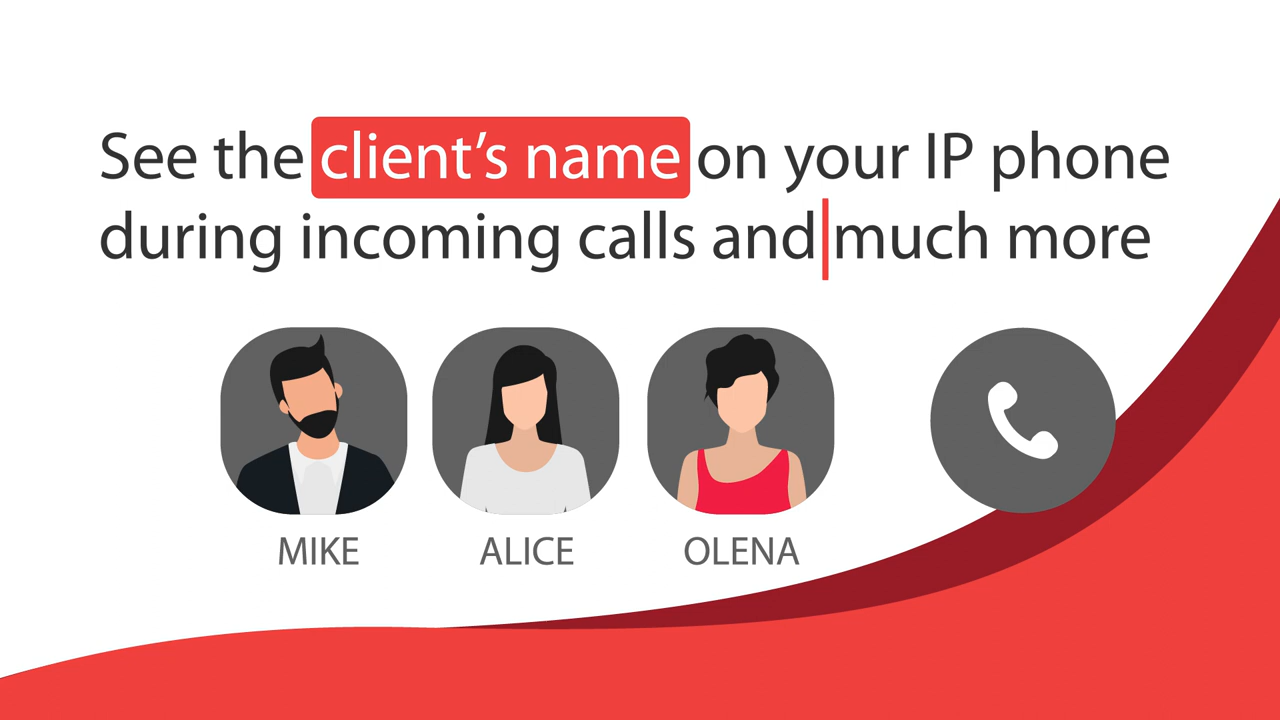 See the client’s name on your IP phone
during incoming calls and much more
MIKE ALICE OLENA